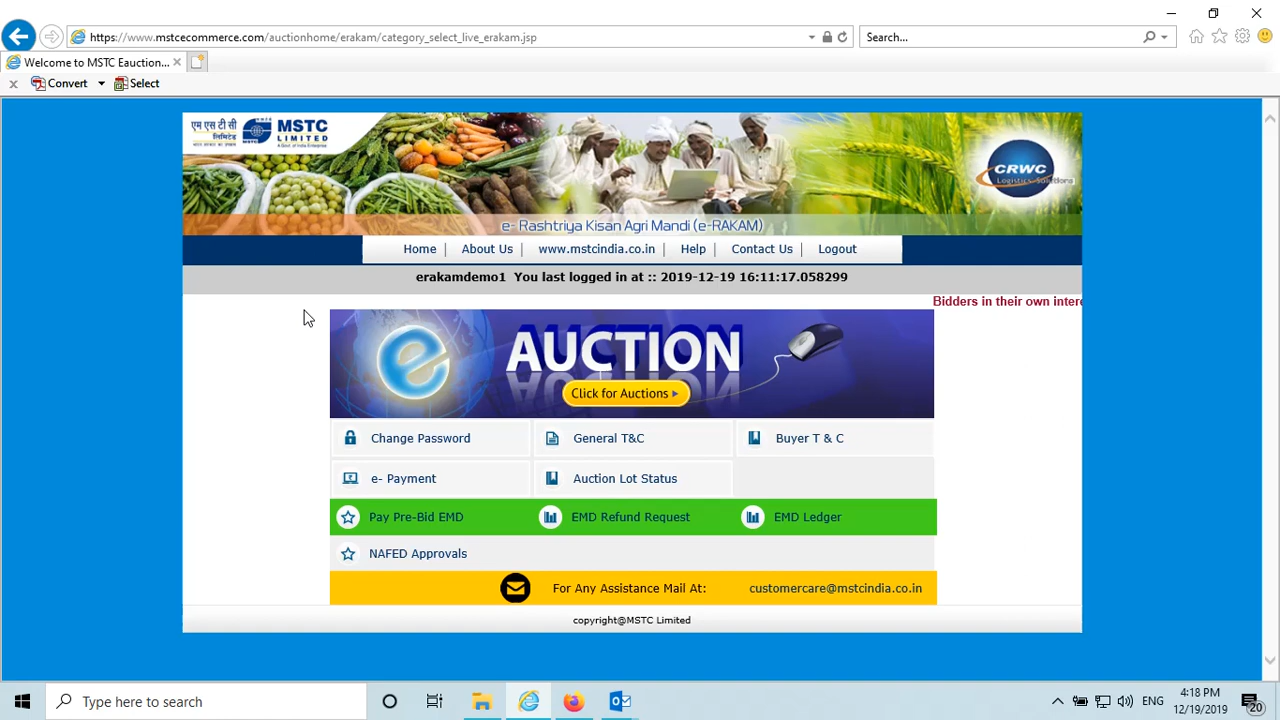 https://www.mstcecommerce.com/auctionhome/erakam/category_select_live_erakam.jsp
Search...
Welcome to MSTC Eauction...
Convert
Select
एम एस टी सी
लिमिटेड
MSTC
LIMITED
CRWC
Logistics Solutions
e- Rashtriya Kisan Agri Mandi (e-RAKAM)
Home | About Us | www.mstcindia.co.in | Help | Contact Us | Logout
erakamdemo1 You last logged in at :: 2019-12-19 16:11:17.058299
Bidders in their own intere
e AUCTION
Click for Auctions
Change Password
General T&C
Buyer T & C
e- Payment
Auction Lot Status
Pay Pre-Bid EMD
EMD Refund Request
EMD Ledger
NAFED Approvals
For Any Assistance Mail At: customercare@mstcindia.co.in
copyright@MSTC Limited
Type here to search
ENG
4:18 PM
12/19/2019
20